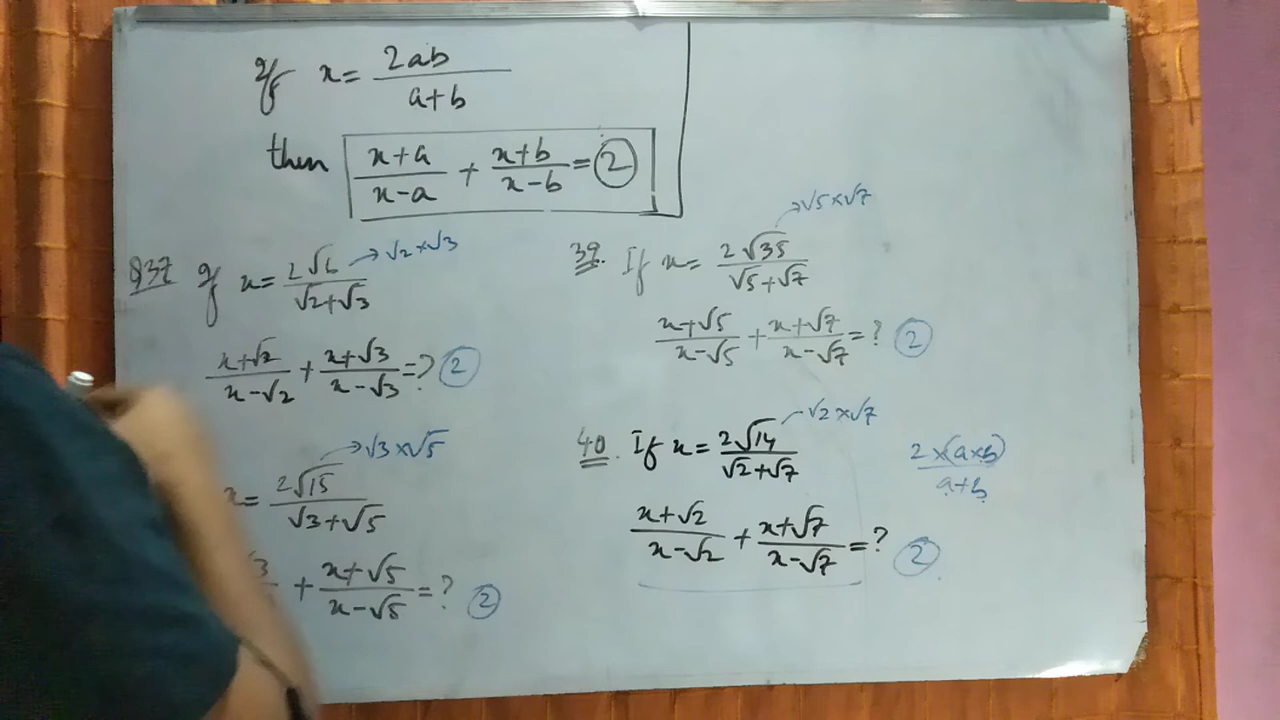 If x = 2ab / a+b
then x+a / x-a + x+b / x-b = 2
Q37 If x = 2√6 / √2+√3 → √2×√3
x+√2 / x-√2 + x+√3 / x-√3 = ? 2
x = 2√15 / √3+√5 → √3×√5
3 + x+√5 / x-√5 = ? 2
39. If x = 2√35 / √5+√7 → √5×√7
x+√5 / x-√5 + x+√7 / x-√7 = ? 2
40. If x = 2√14 / √2+√7 √2×√7
2×(a×b) / a+b
x+√2 / x-√2 + x+√7 / x-√7 = ? 2